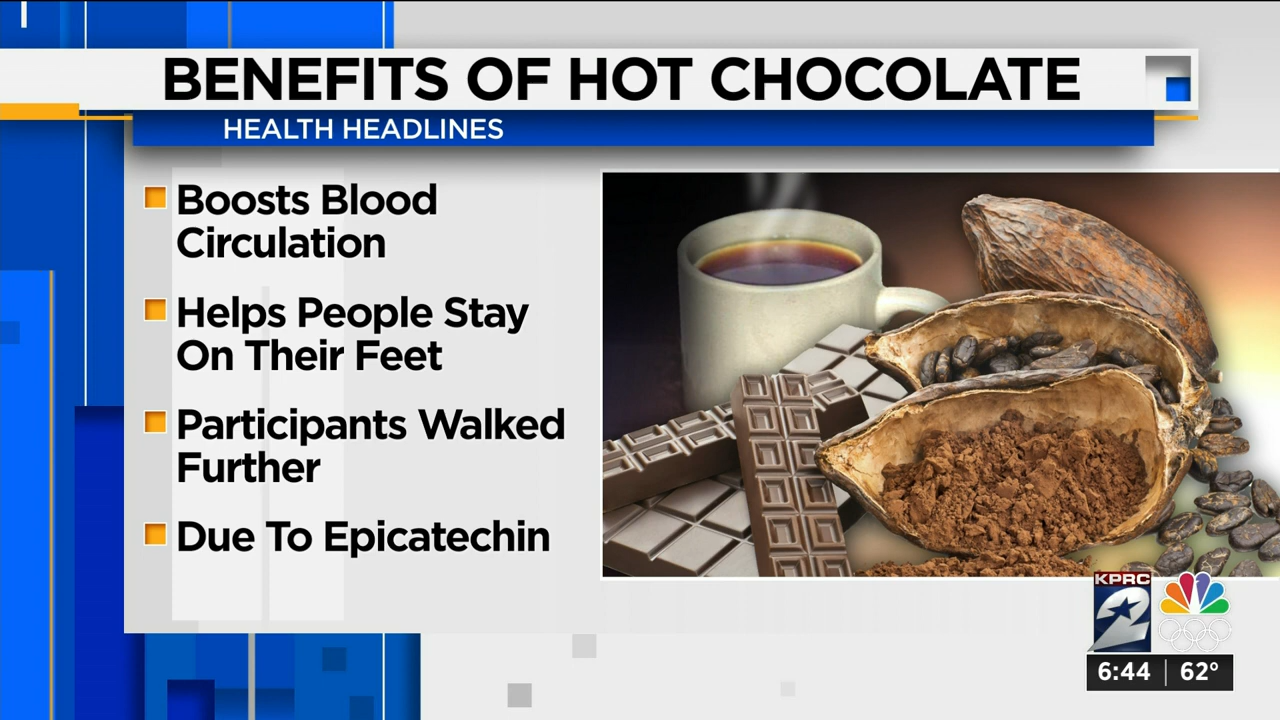 BENEFITS OF HOT CHOCOLATE
HEALTH HEADLINES
Boosts Blood
Circulation
Helps People Stay
On Their Feet
Participants Walked
Further
Due To Epicatechin
KPRC
2
6:44 | 62°